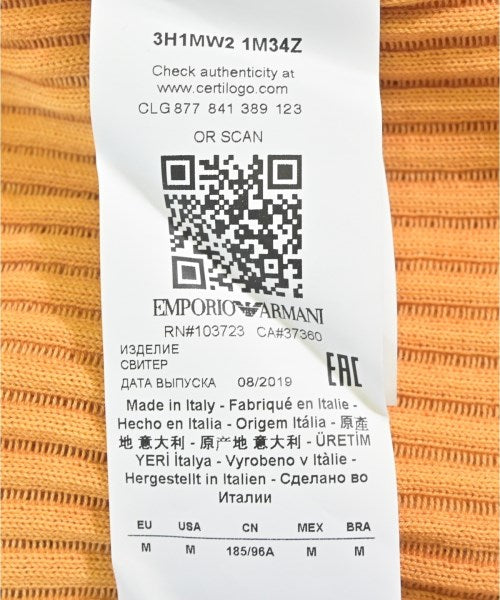 3H1MW2 1M34Z
Check authenticity at
www.certilogo.com
CLG 877 841 389 123
OR SCAN
EMPORIO ARMANI
RN#103723 CA#37360
ИЗДЕЛИЕ
СВИТЕР
ДАТА ВЫПУСКА 08/2019
EAC
Made in Italy - Fabriqué en Italie -
Hecho en Italia - Origem Itália - 原產
地 意大利 - 原产地 意大利 - ÜRETİM
YERİ İtalya - Vyrobeno v Itàlie -
Hergestellt in Italien - Сделано во
Италии
EU USA CN MEX BRA
M M 185/96A M M